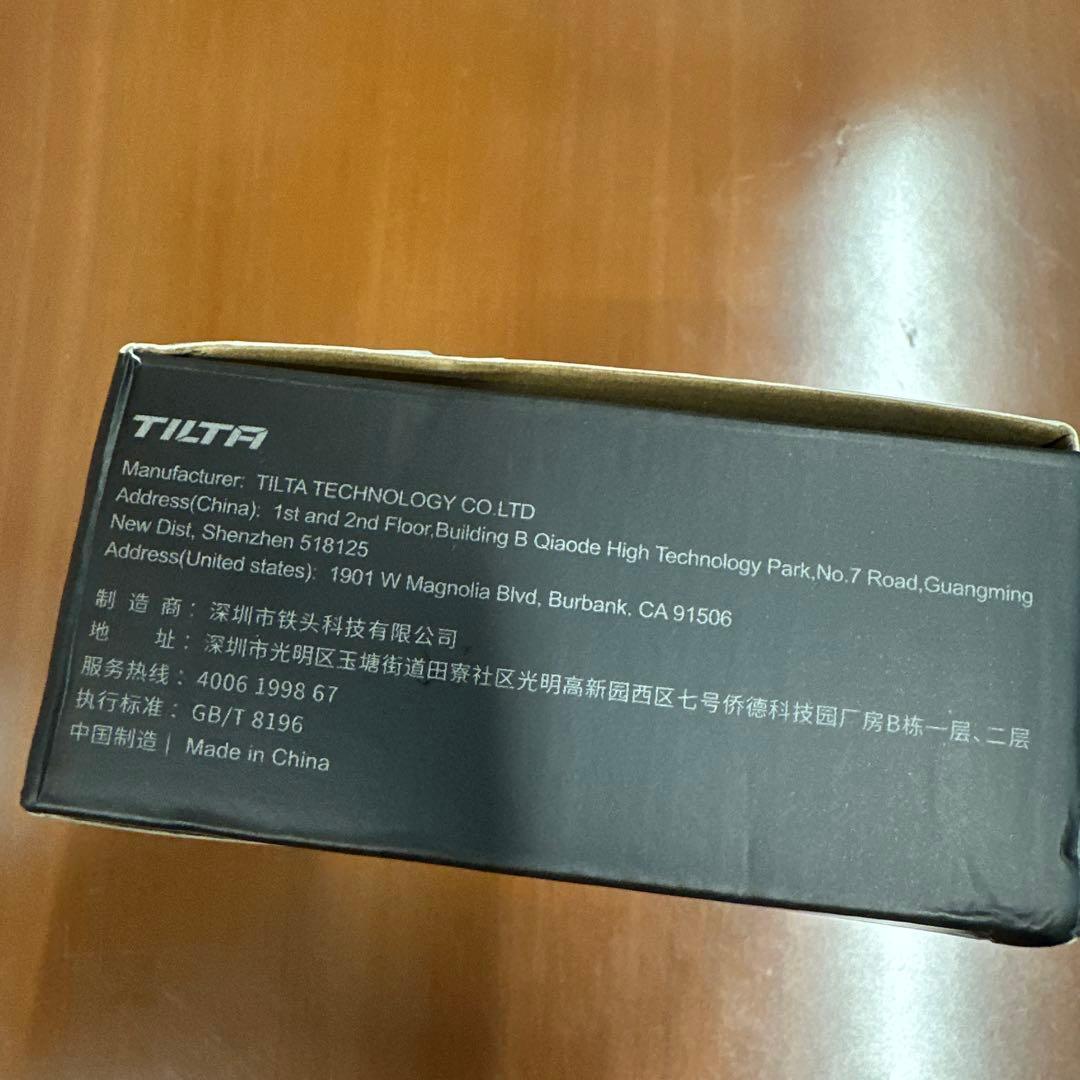 TILTA
Manufacturer: TILTA TECHNOLOGY CO.LTD
Address(China): 1st and 2nd Floor,Building B Qiaode High Technology Park,No.7 Road,Guangming
New Dist, Shenzhen 518125
Address(United states): 1901 W Magnolia Blvd, Burbank, CA 91506
制 造 商： 深圳市铁头科技有限公司
地 址： 深圳市光明区玉塘街道田寮社区光明高新园西区七号侨德科技园厂房B栋一层、二层
服务热线： 4006 1998 67
执行标准： GB/T 8196
中国制造 | Made in China